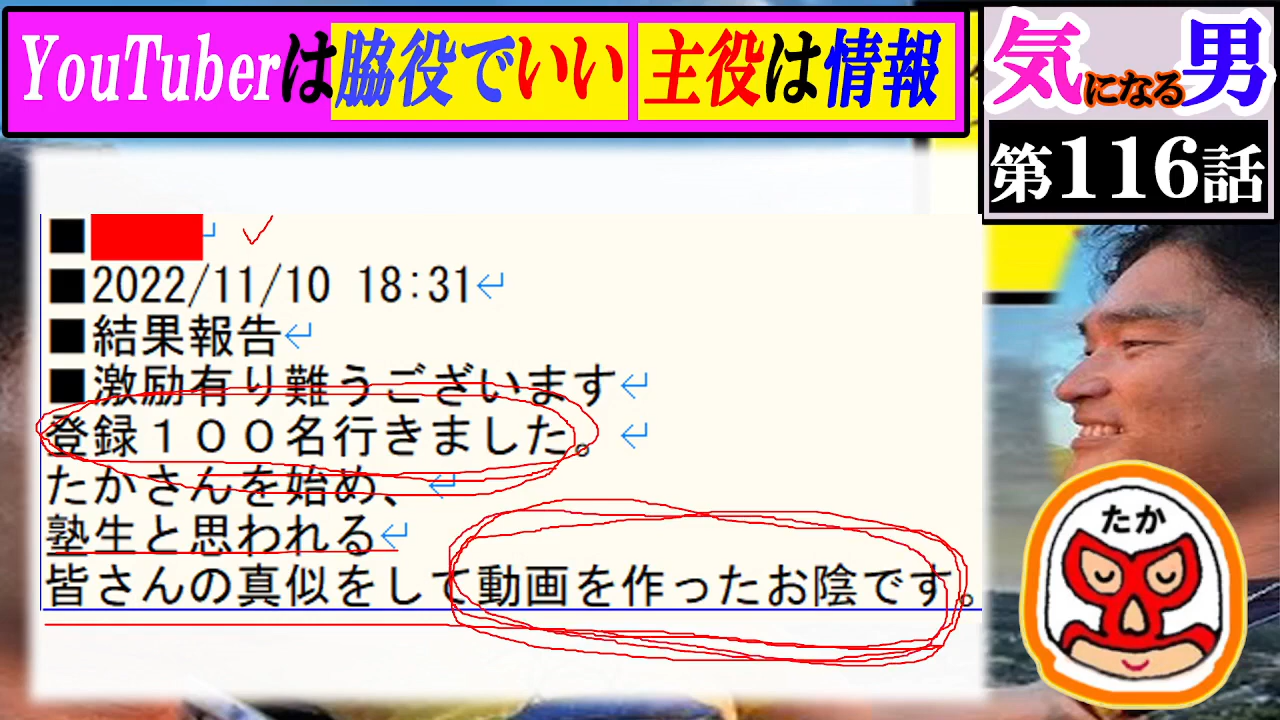 YouTuberは脇役でいい 主役は情報
気になる男
第116話
■
■2022/11/10 18:31
■結果報告
■激励有り難うございます
登録１００名行きました。
たかさんを始め、
塾生と思われる
皆さんの真似をして動画を作ったお陰です。
たか